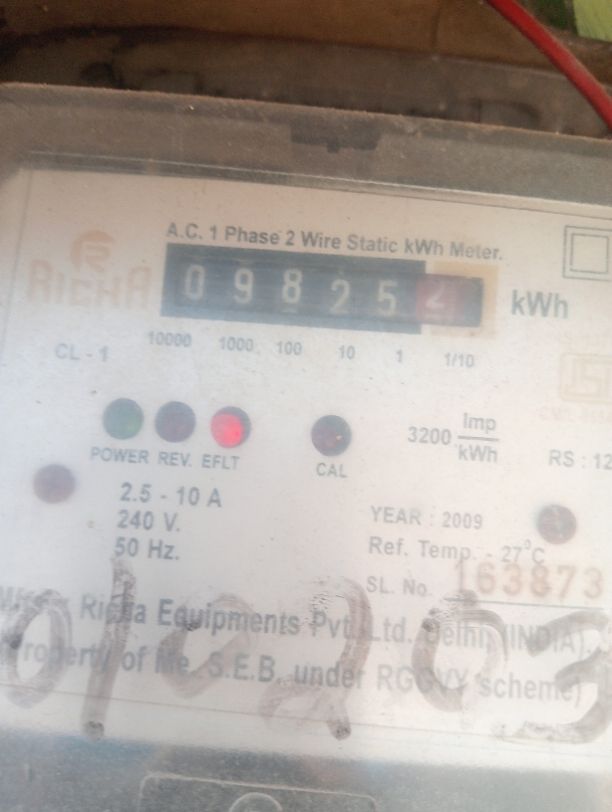 A.C. 1 Phase 2 Wire Static kWh Meter.
RICHA
0 9 8 2 5 2 kWh
10000 1000 100 10 1 1/10
CL - 1
3200 Imp/kWh
POWER REV. EFLT
CAL
RS : 12
2.5 - 10 A
240 V.
50 Hz.
YEAR : 2009
Ref. Temp. - 27°C
SL. No. 163873
Richa Equipments Pvt. Ltd. Delhi, (INDIA).
Property of S.E.B. under RGGVY scheme)